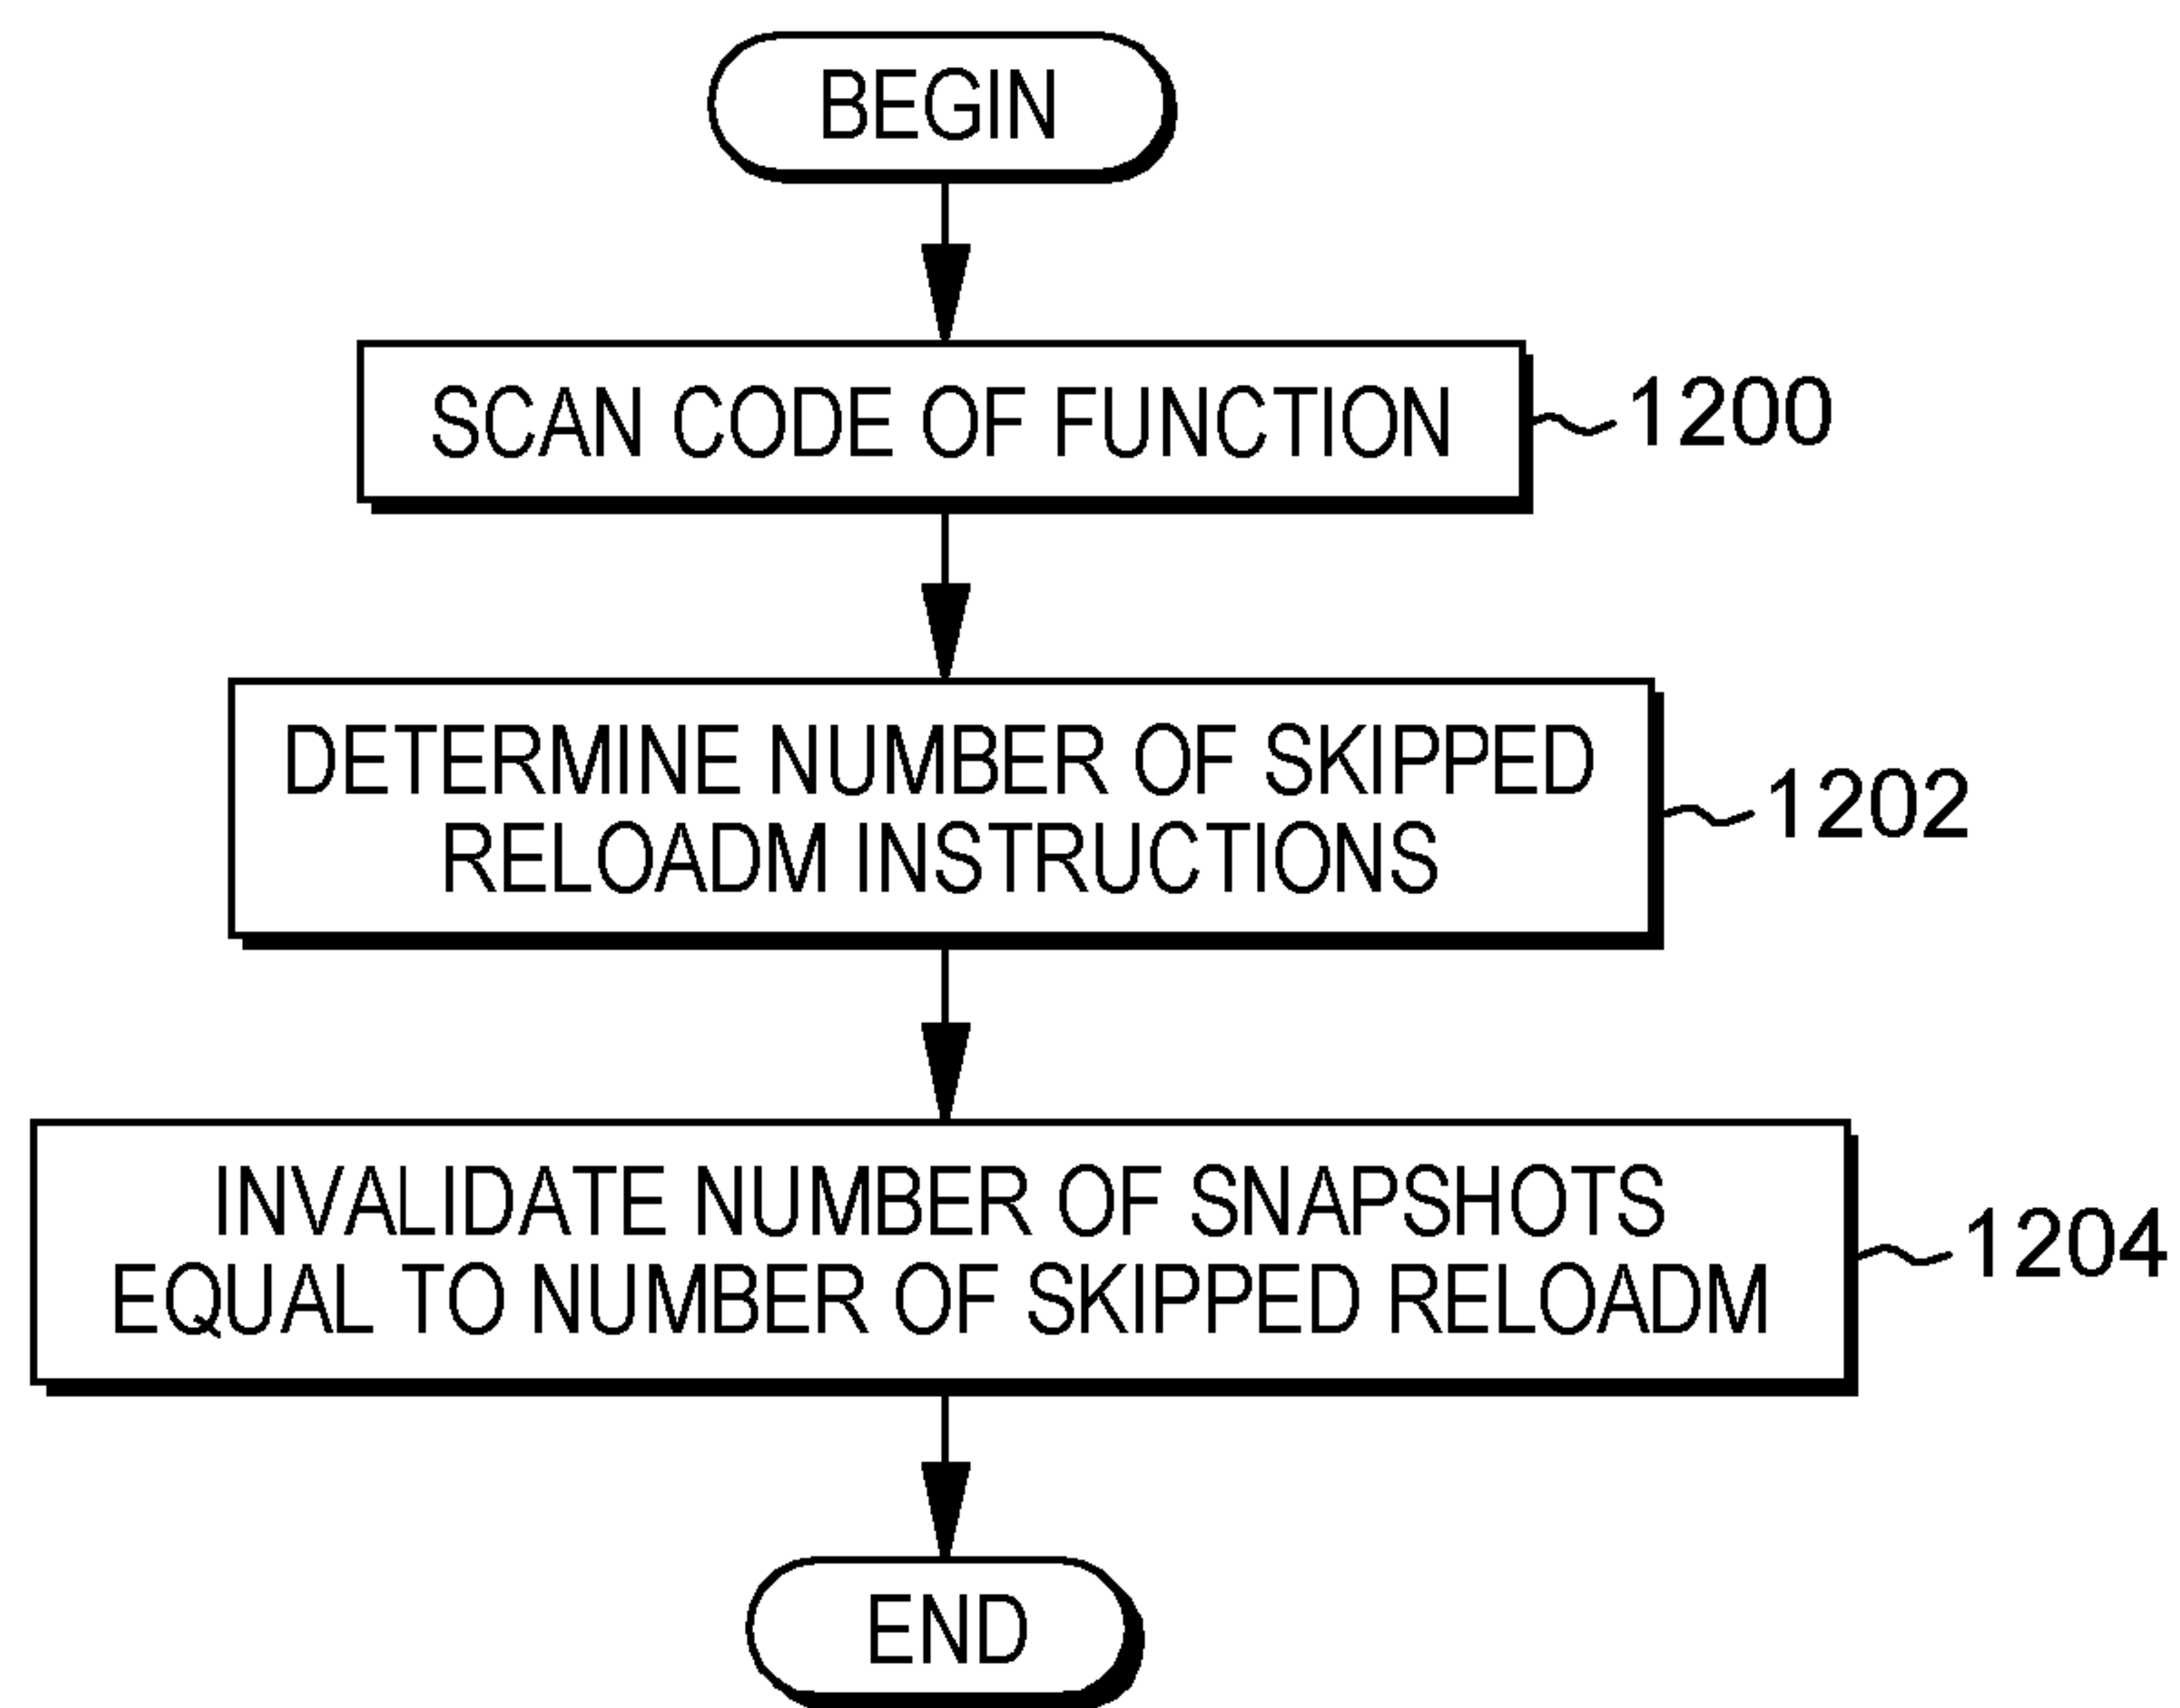 BEGIN
SCAN CODE OF FUNCTION
1200
DETERMINE NUMBER OF SKIPPED
RELOADM INSTRUCTIONS
1202
INVALIDATE NUMBER OF SNAPSHOTS
EQUAL TO NUMBER OF SKIPPED RELOADM
1204
END